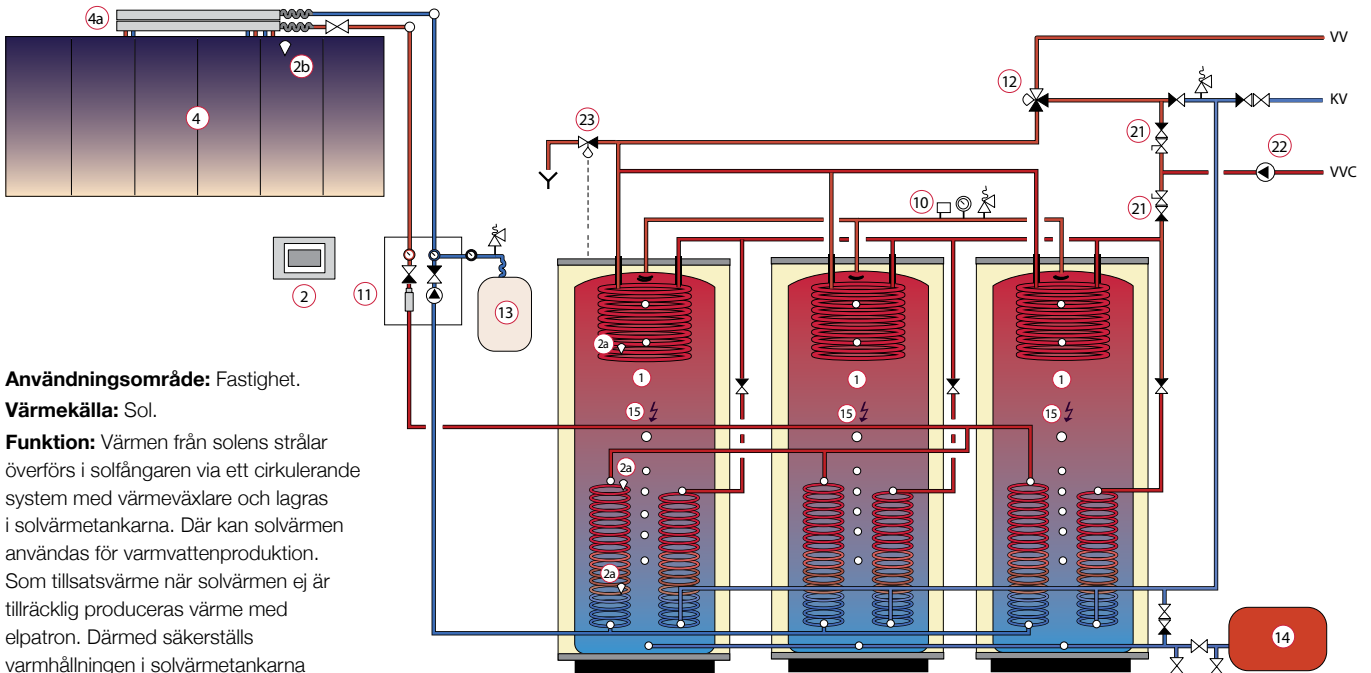 4a
2b
4
VV
12
KV
23
21
22
VVC
10
21
2
11
13
2a
1
1
1
15
15
15
2a
2a
14
Användningsområde: Fastighet.
Värmekälla: Sol.
Funktion: Värmen från solens strålar
överförs i solfångaren via ett cirkulerande
system med värmeväxlare och lagras
i solvärmetankarna. Där kan solvärmen
användas för varmvattenproduktion.
Som tillsatsvärme när solvärmen ej är
tillräcklig produceras värme med
elpatron. Därmed säkerställs
varmhållningen i solvärmetankarna